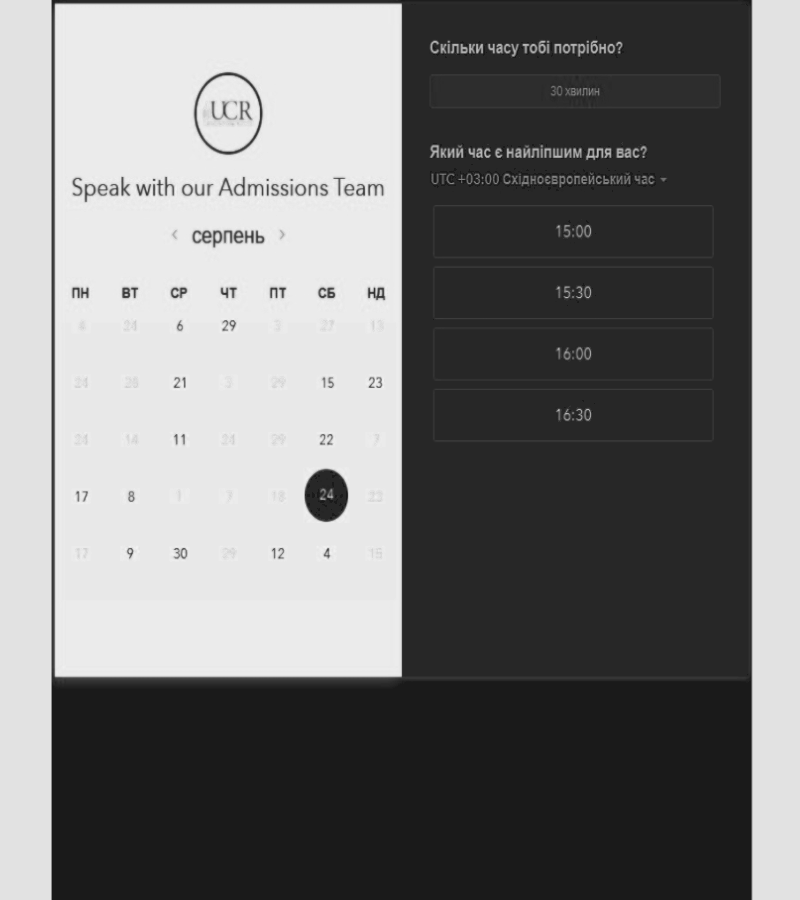 UCR
Speak with our Admissions Team
‹ серпень ›
ПН ВТ СР ЧТ ПТ СБ НД
4 24 6 29 3 27 13
24 28 21 3 29 15 23
24 14 11 24 29 22 7
17 8 1 7 18 24 23
17 9 30 29 12 4 15
Скільки часу тобі потрібно?
30 хвилин
Який час є найліпшим для вас?
UTC +03:00 Східноєвропейський час
15:00
15:30
16:00
16:30